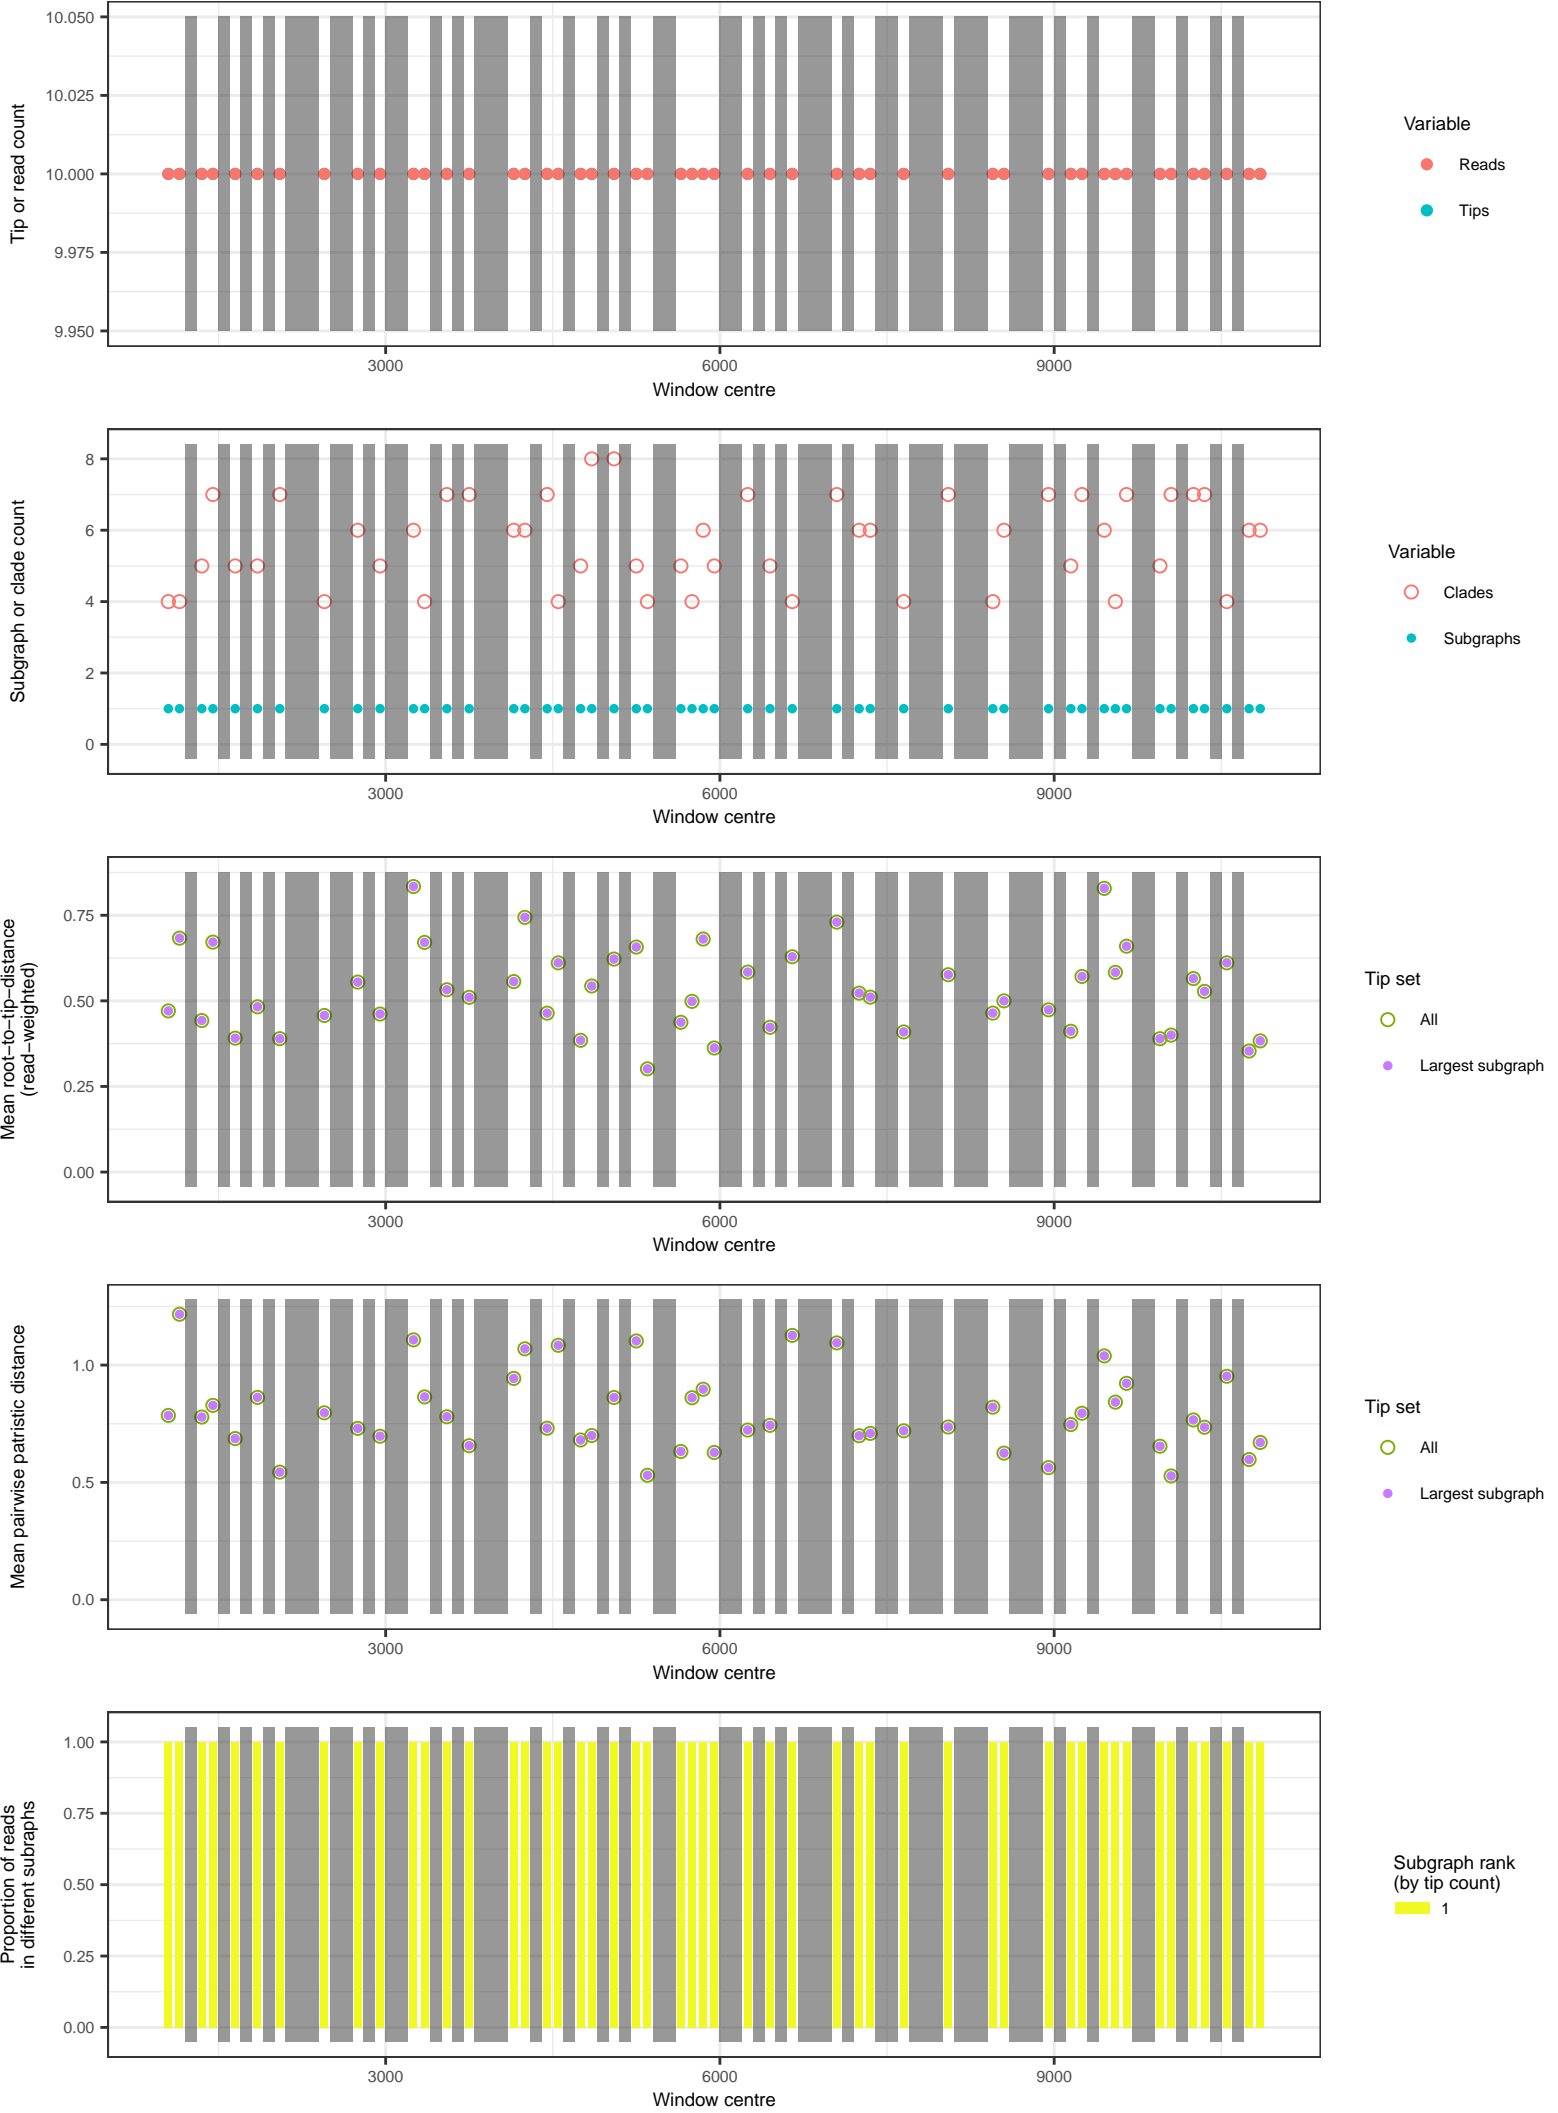 10.050
10.025
10.000
9.975
9.950
Tip or read count
3000
6000
9000
Window centre
Variable
Reads
Tips
8
6
4
2
0
Subgraph or clade count
3000
6000
9000
Window centre
Variable
Clades
Subgraphs
0.75
0.50
0.25
0.00
Mean root−to−tip−distance
(read−weighted)
3000
6000
9000
Window centre
Tip set
All
Largest subgraph
1.0
0.5
0.0
Mean pairwise patristic distance
3000
6000
9000
Window centre
Tip set
All
Largest subgraph
1.00
0.75
0.50
0.25
0.00
Proportion of reads
in different subraphs
3000
6000
9000
Window centre
Subgraph rank
(by tip count)
1